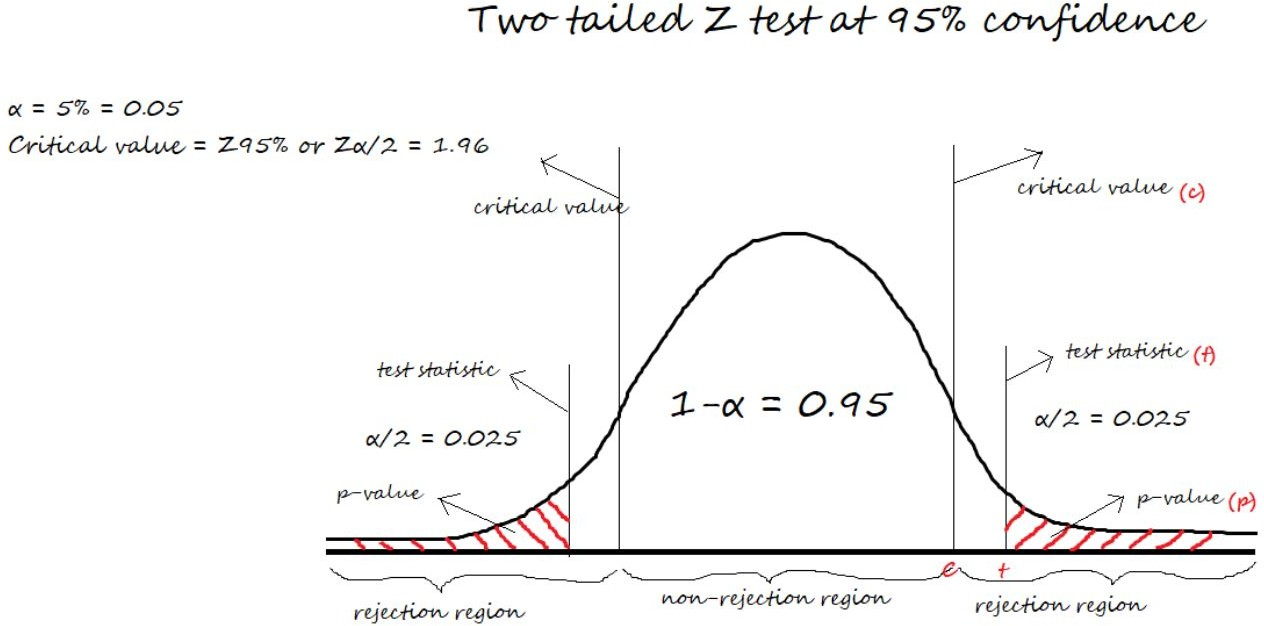 Two tailed Z test at 95% confidence
α = 5% = 0.05
Critical value = Z95% or Zα/2 = 1.96
critical value
critical value (c)
test statistic
test statistic (t)
1-α = 0.95
α/2 = 0.025
α/2 = 0.025
p-value
p-value (p)
c
t
rejection region
non-rejection region
rejection region